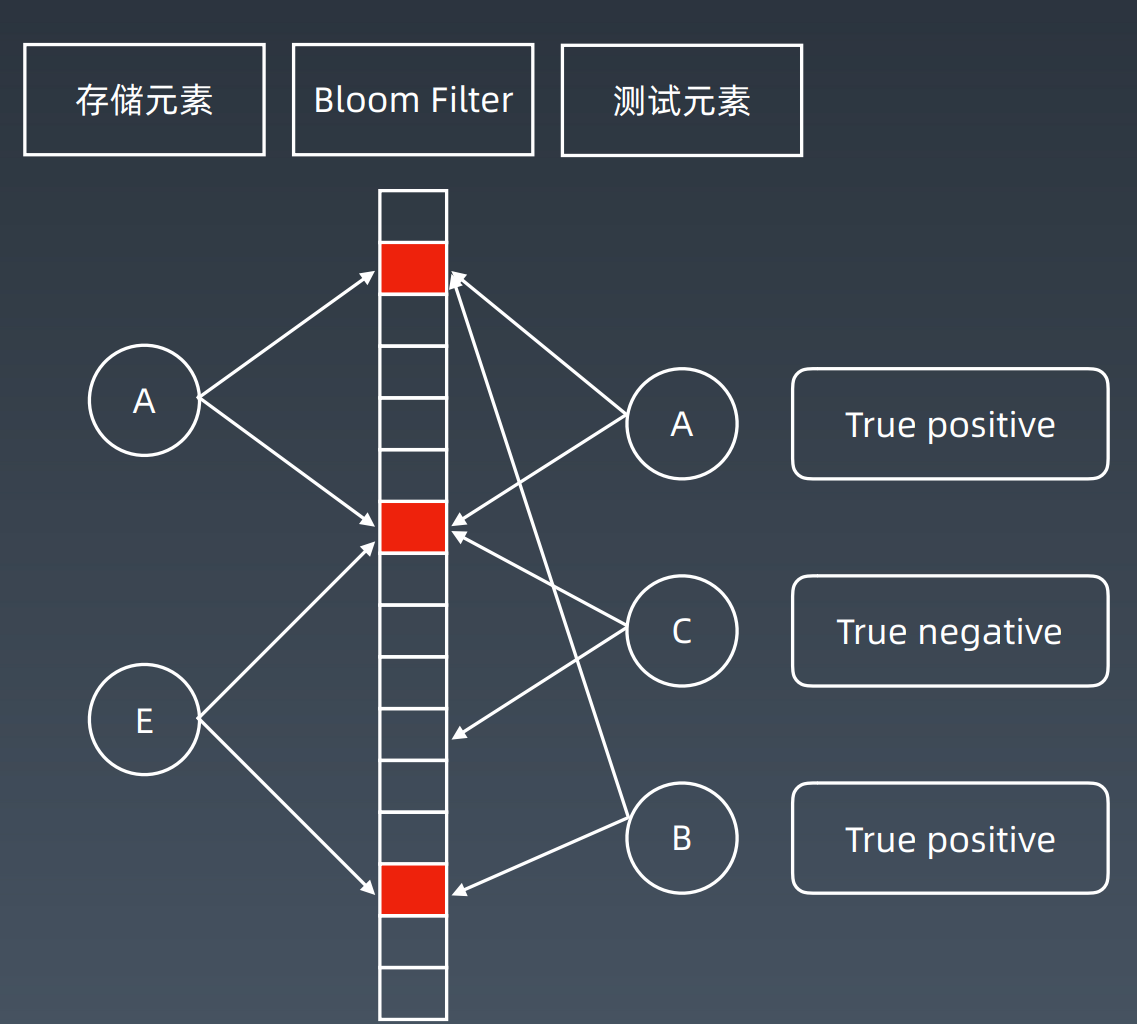 存储元素
Bloom Filter
测试元素
A
E
A
True positive
C
True negative
B
True positive